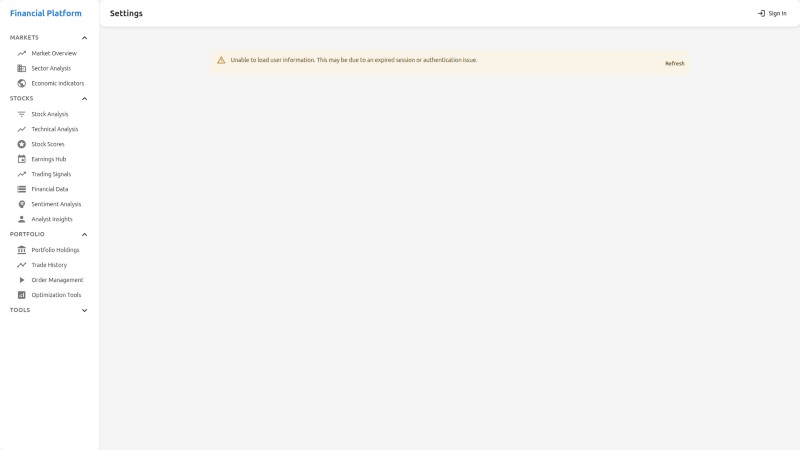 Financial Platform
Settings
Sign In
MARKETS
Market Overview
Sector Analysis
Economic Indicators
STOCKS
Stock Analysis
Technical Analysis
Stock Scores
Earnings Hub
Trading Signals
Financial Data
Sentiment Analysis
Analyst Insights
PORTFOLIO
Portfolio Holdings
Trade History
Order Management
Optimization Tools
TOOLS
Unable to load user information. This may be due to an expired session or authentication issue.
Refresh